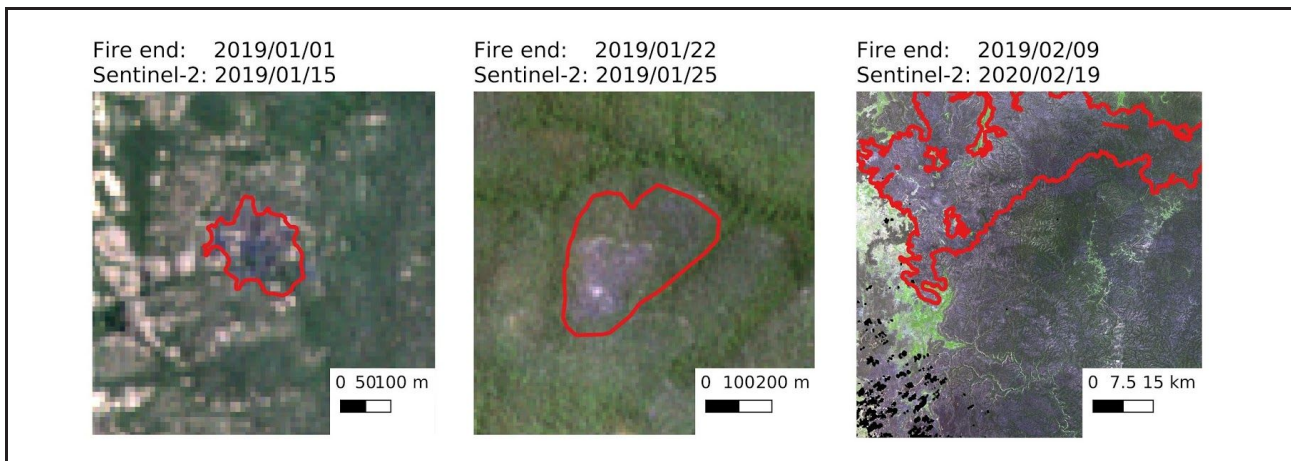 Fire end: 2019/01/01
Sentinel-2: 2019/01/15
Fire end: 2019/01/22
Sentinel-2: 2019/01/25
Fire end: 2019/02/09
Sentinel-2: 2020/02/19
0 50100 m
0 100200 m
0 7.5 15 km